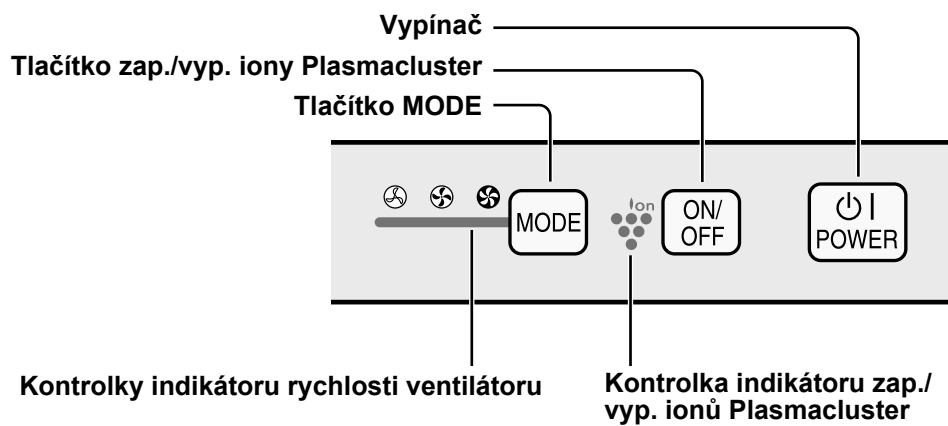 Vypínač
Tlačítko zap./vyp. iony Plasmacluster
Tlačítko MODE
MODE
ion
ON/
OFF
POWER
Kontrolky indikátoru rychlosti ventilátoru
Kontrolka indikátoru zap./
vyp. ionů Plasmacluster